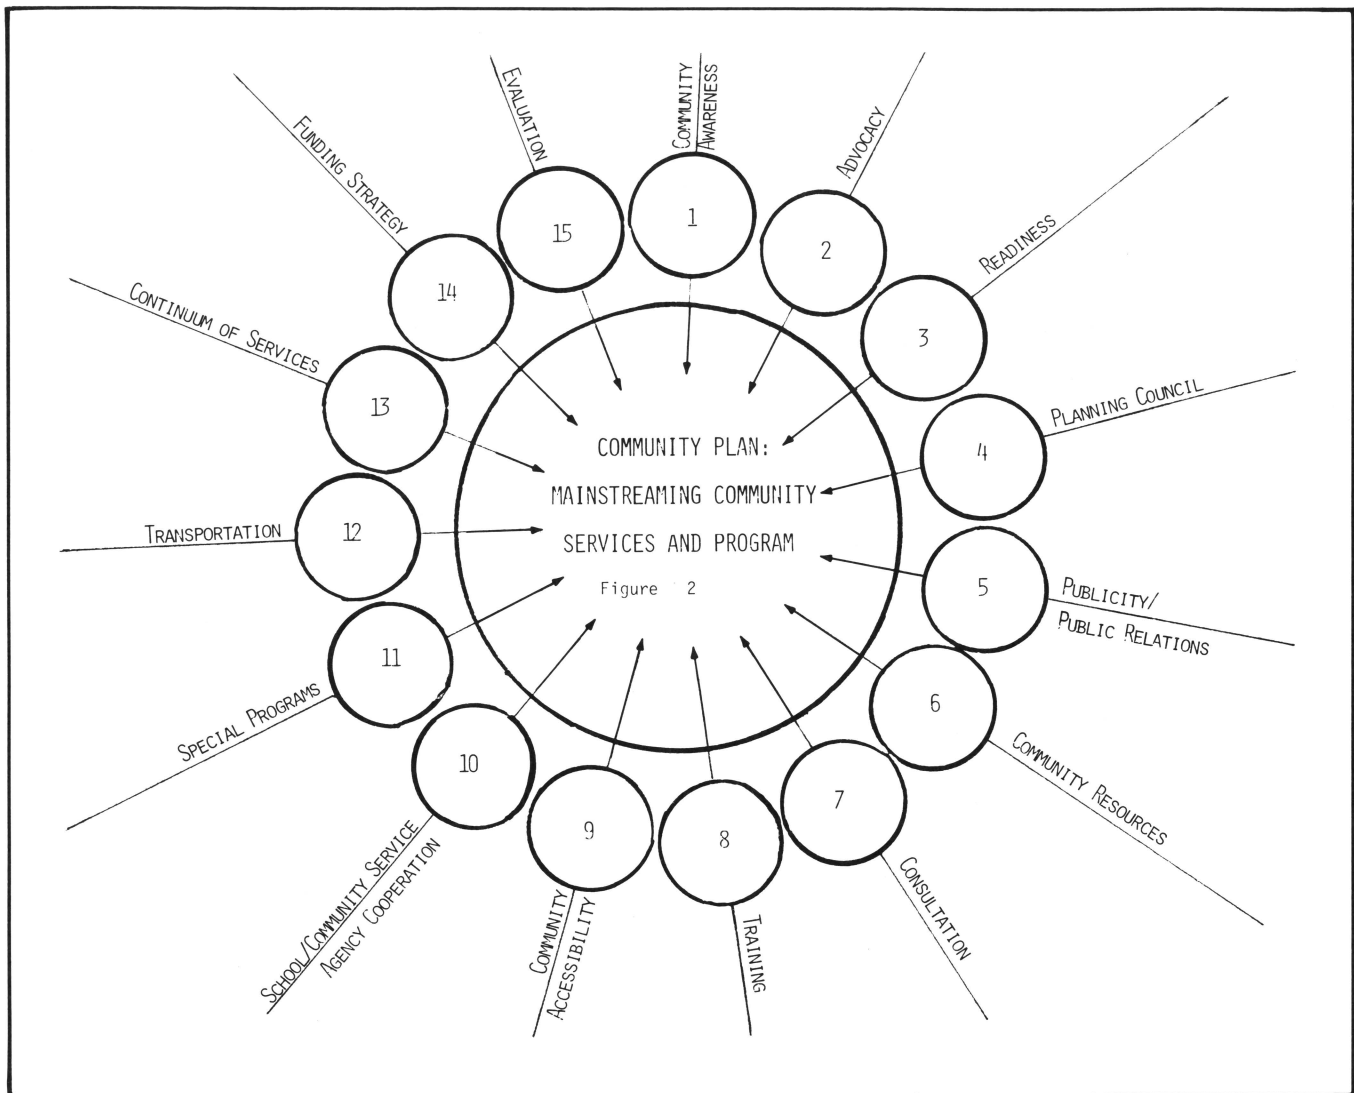 COMMUNITY
AWARENESS
1
ADVOCACY
2
READINESS
3
PLANNING COUNCIL
4
PUBLICITY/
PUBLIC RELATIONS
5
COMMUNITY RESOURCES
6
CONSULTATION
7
TRAINING
8
COMMUNITY
ACCESSIBILITY
9
SCHOOL/COMMUNITY SERVICE
AGENCY COOPERATION
10
SPECIAL PROGRAMS
11
TRANSPORTATION
12
CONTINUUM OF SERVICES
13
FUNDING STRATEGY
14
EVALUATION
15
COMMUNITY PLAN:
MAINSTREAMING COMMUNITY
SERVICES AND PROGRAM
Figure 2